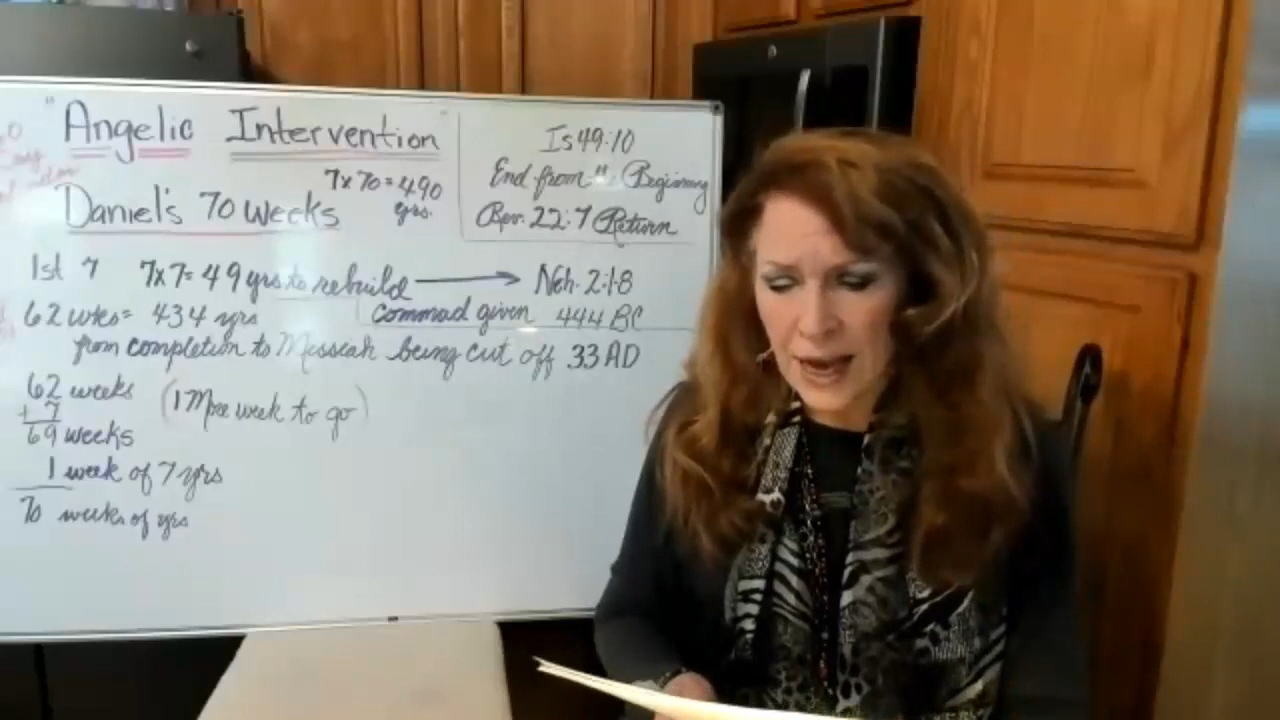 "Angelic Intervention"
7x70=490
yrs.
Daniel's 70 Weeks
Is 49:10
End from " Beginning
Rev. 22:7 Return
1st 7 7x7=49 yrs to rebuild Neh. 2:1-8
62 wks= 434 yrs Commad given 444 BC
from completion to Messiah being cut off 33 AD
62 weeks (1 More week to go)
+ 7
69 weeks
1 week of 7 yrs
70 weeks of yrs